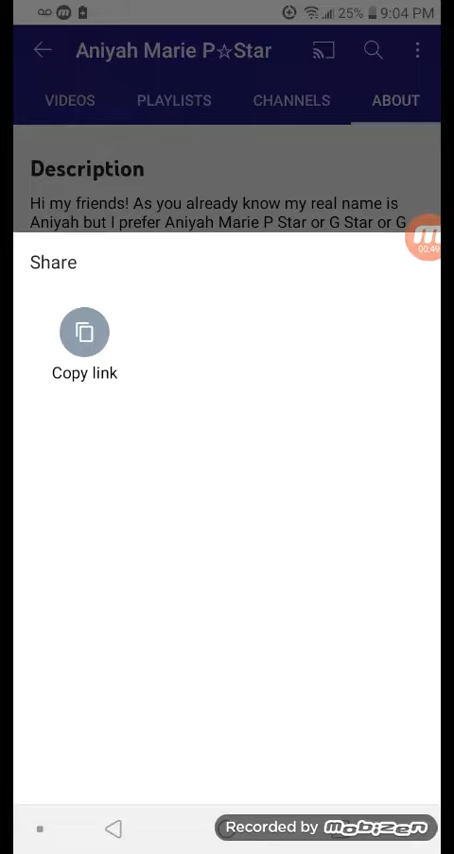 25% 9:04 PM
Aniyah Marie P☆Star
VIDEOS PLAYLISTS CHANNELS ABOUT
Description
Hi my friends! As you already know my real name is
Aniyah but I prefer Aniyah Marie P Star or G Star or G
00:49
Share
Copy link
Recorded by Mobizen